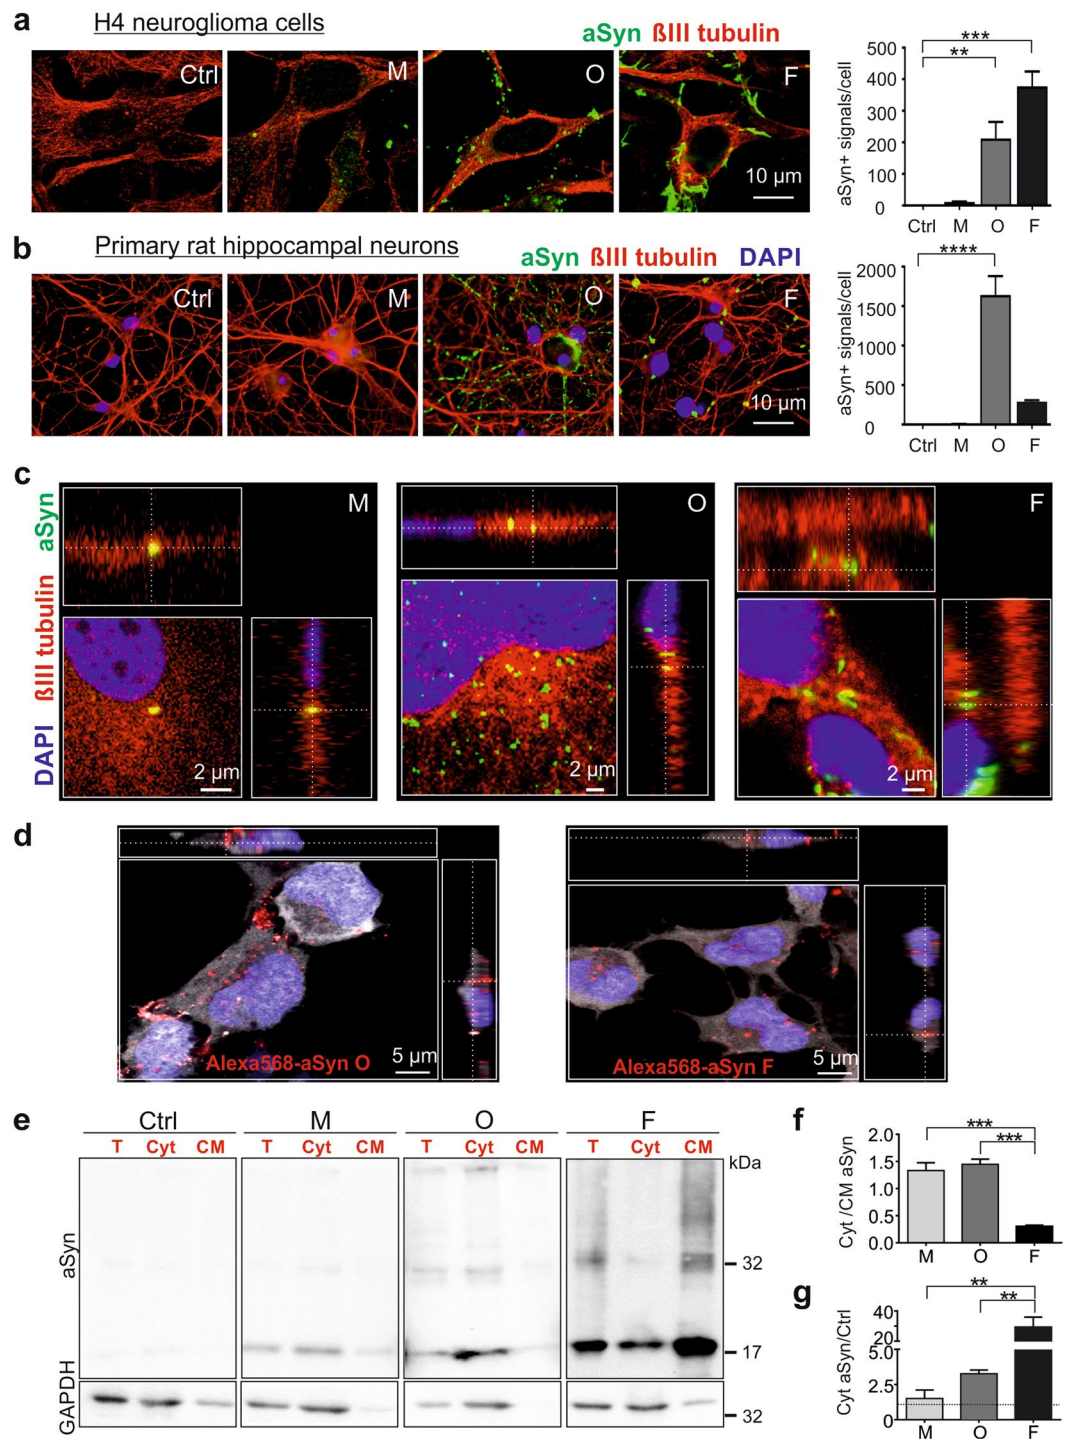 a H4 neuroglioma cells
aSyn ßIII tubulin
Ctrl M O F
10 µm
aSyn+ signals/cell
500
400
300
200
100
0
***
**
Ctrl M O F
b Primary rat hippocampal neurons
aSyn ßIII tubulin DAPI
Ctrl M O F
10 µm
aSyn+ signals/cell
2000
1500
1000
500
0
****
Ctrl M O F
c
DAPI ßIII tubulin aSyn
M O F
2 µm 2 µm 2 µm
d
Alexa568-aSyn O 5 µm
Alexa568-aSyn F 5 µm
e
Ctrl M O F
T Cyt CM T Cyt CM T Cyt CM T Cyt CM
kDa
aSyn
32
17
GAPDH
32
f
Cyt /CM aSyn
2.0
1.5
1.0
0.5
0.0
***
***
M O F
g
Cyt aSyn/Ctrl
40
20
5.0
2.5
0
**
**
M O F